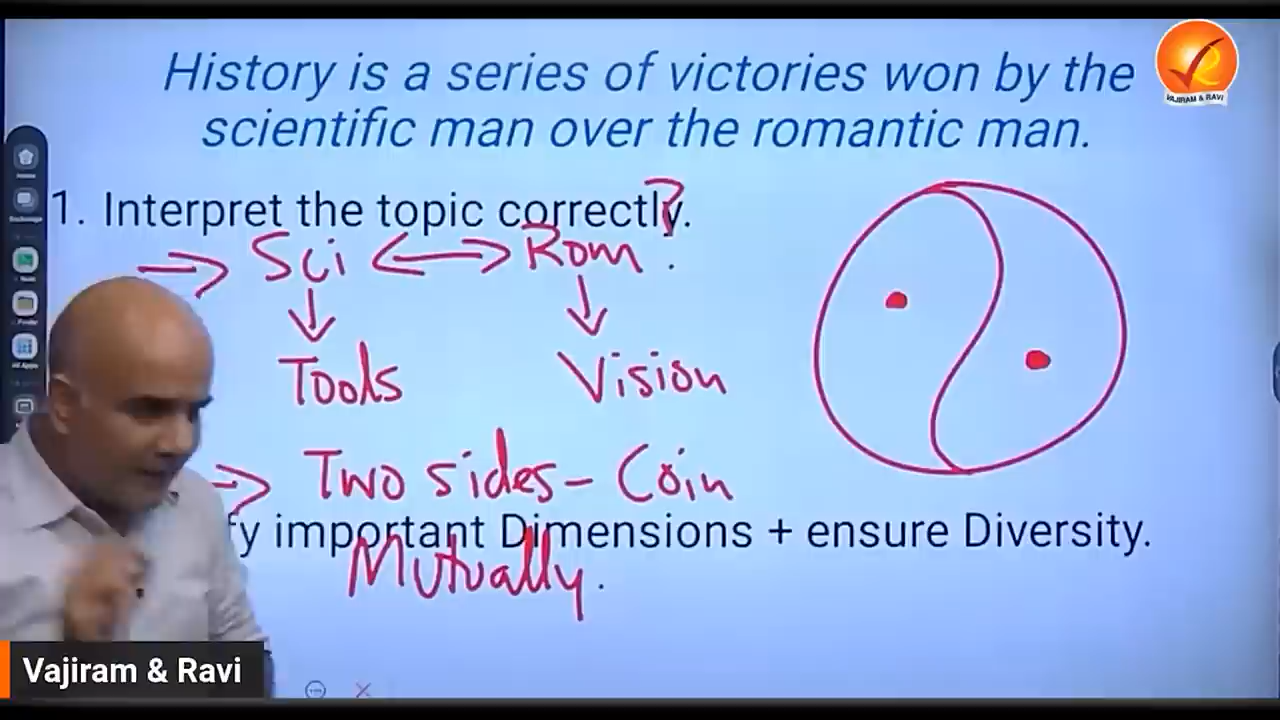 History is a series of victories won by the
scientific man over the romantic man.
VAJIRAM & RAVI
1. Interpret the topic correctly.
?
→ Sci ↔ Rom.
↓ ↓
Tools Vision
→ Two sides - Coin
fy important Dimensions + ensure Diversity.
Mutually.
Vajiram & Ravi